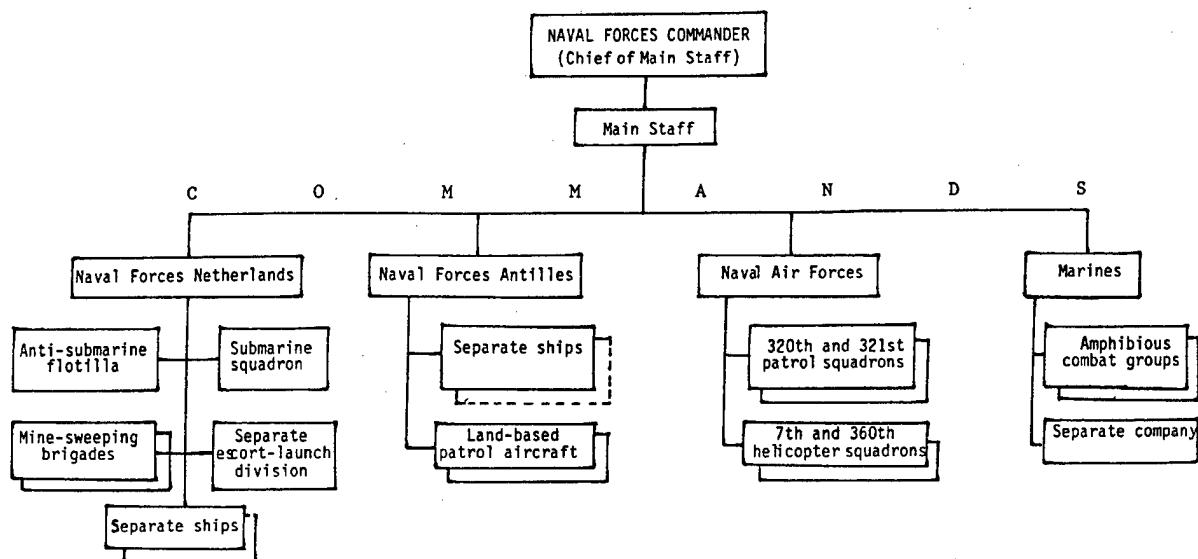 NAVAL FORCES COMMANDER
(Chief of Main Staff)
Main Staff
C O M M A N D S
Naval Forces Netherlands
Naval Forces Antilles
Naval Air Forces
Marines
Anti-submarine
flotilla
Submarine
squadron
Mine-sweeping
brigades
Separate
escort-launch
division
Separate ships
Separate ships
Land-based
patrol aircraft
320th and 321st
patrol squadrons
7th and 360th
helicopter squadrons
Amphibious
combat groups
Separate company